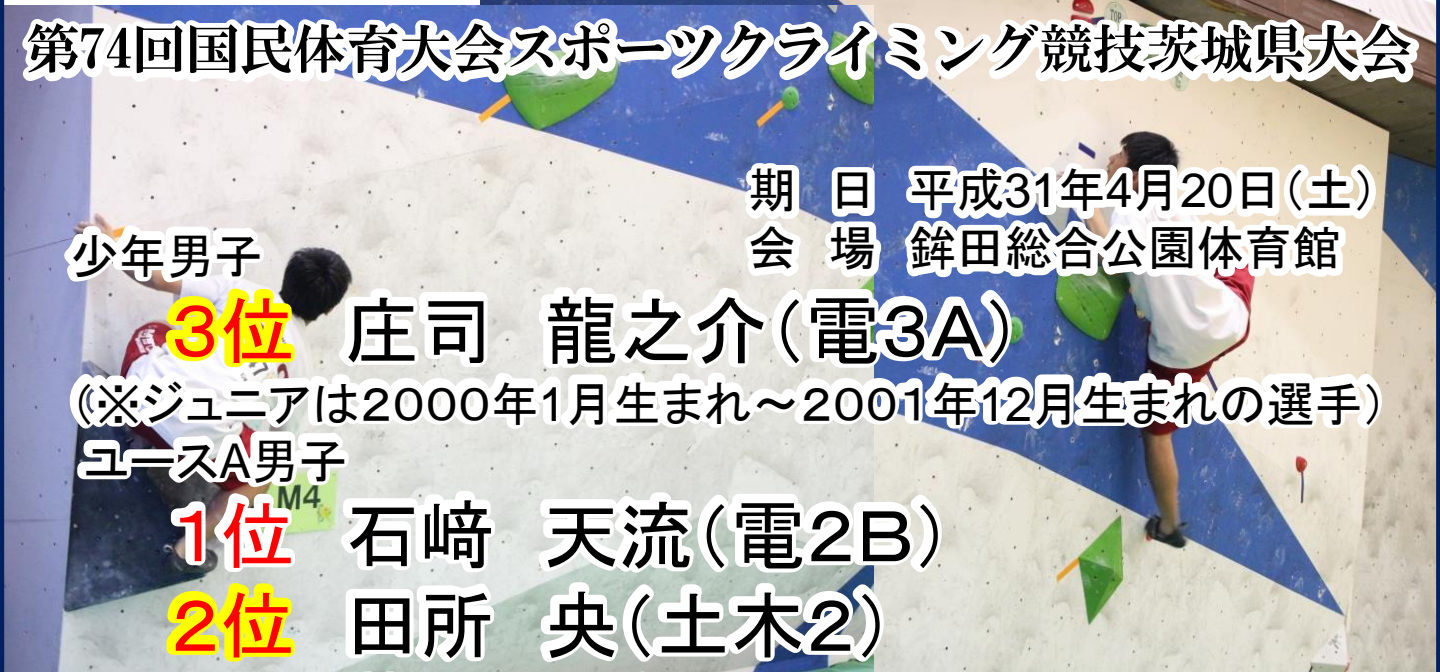 第74回国民体育大会スポーツクライミング競技茨城県大会
期　日　平成31年4月20日（土）
会　場　鉾田総合公園体育館
少年男子
３位　庄司　龍之介（電３Ａ）
（※ジュニアは２０００年１月生まれ～２００１年12月生まれの選手）
ユースA男子
１位　石﨑　天流（電２Ｂ）
２位　田所　央（土木２）
M4
TOP